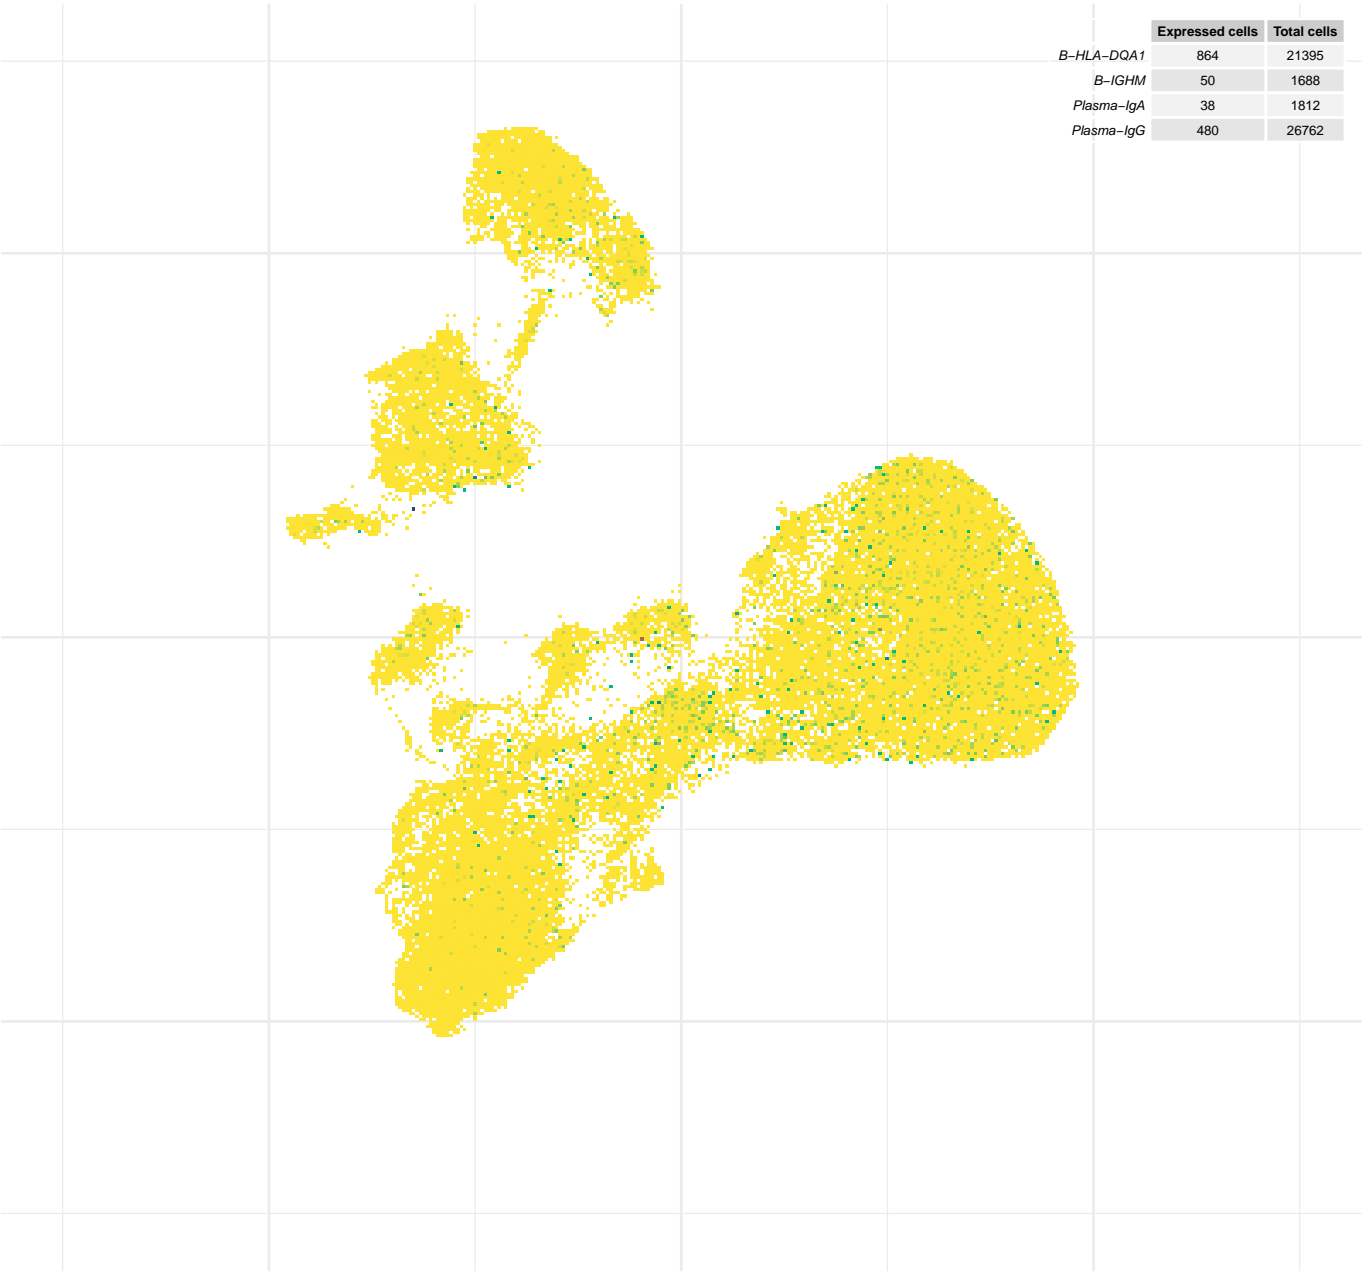 Expressed cells Total cells
B−HLA−DQA1 864 21395
B−IGHM 50 1688
Plasma−IgA 38 1812
Plasma−IgG 480 26762